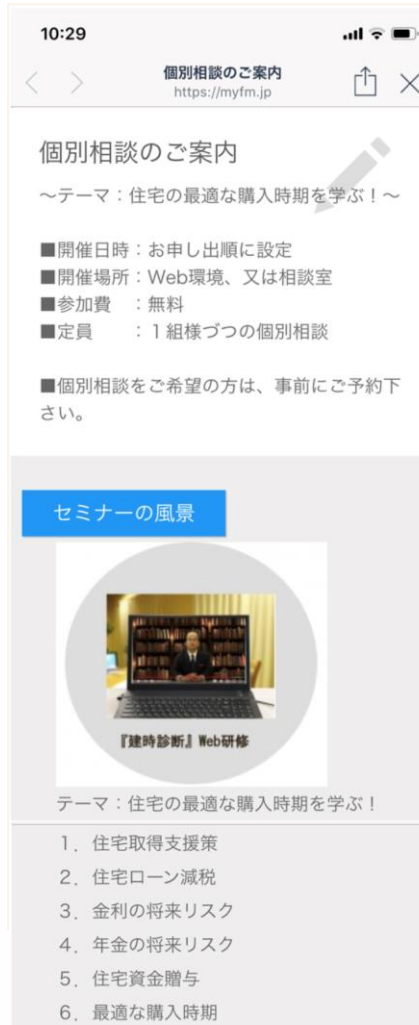 10:29
個別相談のご案内
https://myfm.jp
個別相談のご案内
～テーマ：住宅の最適な購入時期を学ぶ！～
■開催日時：お申し出順に設定
■開催場所：Web環境、又は相談室
■参加費　：無料
■定員　　：１組様づつの個別相談
■個別相談をご希望の方は、事前にご予約下
さい。
セミナーの風景
『建時診断』Web研修
テーマ：住宅の最適な購入時期を学ぶ！
１．住宅取得支援策
２．住宅ローン減税
３．金利の将来リスク
４．年金の将来リスク
５．住宅資金贈与
６．最適な購入時期